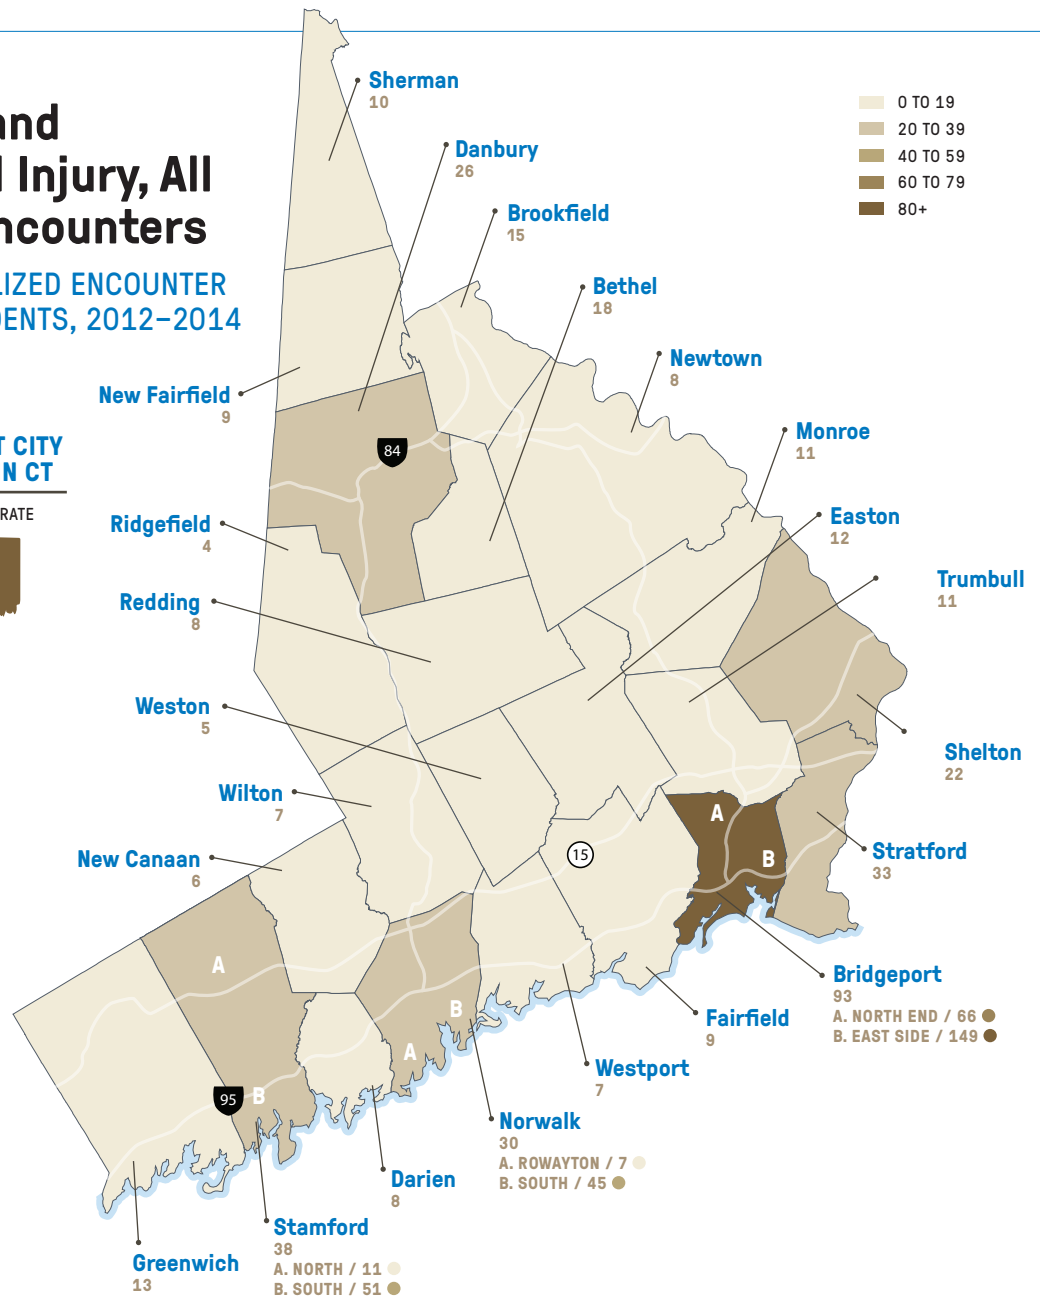 and
Injury, All
ncounters
LIZED ENCOUNTER
DENTS, 2012–2014
T CITY
N CT
RATE
0 TO 19
20 TO 39
40 TO 59
60 TO 79
80+
Sherman
10
Danbury
26
Brookfield
15
Bethel
18
Newtown
8
New Fairfield
9
84
Monroe
11
Easton
12
Ridgefield
4
Trumbull
11
Redding
8
Weston
5
Shelton
22
Wilton
7
A
15
B
Stratford
33
New Canaan
6
A
Bridgeport
93
A. NORTH END / 66
B. EAST SIDE / 149
B
Fairfield
9
A
Westport
7
95
B
Norwalk
30
A. ROWAYTON / 7
B. SOUTH / 45
Darien
8
Stamford
38
A. NORTH / 11
B. SOUTH / 51
Greenwich
13